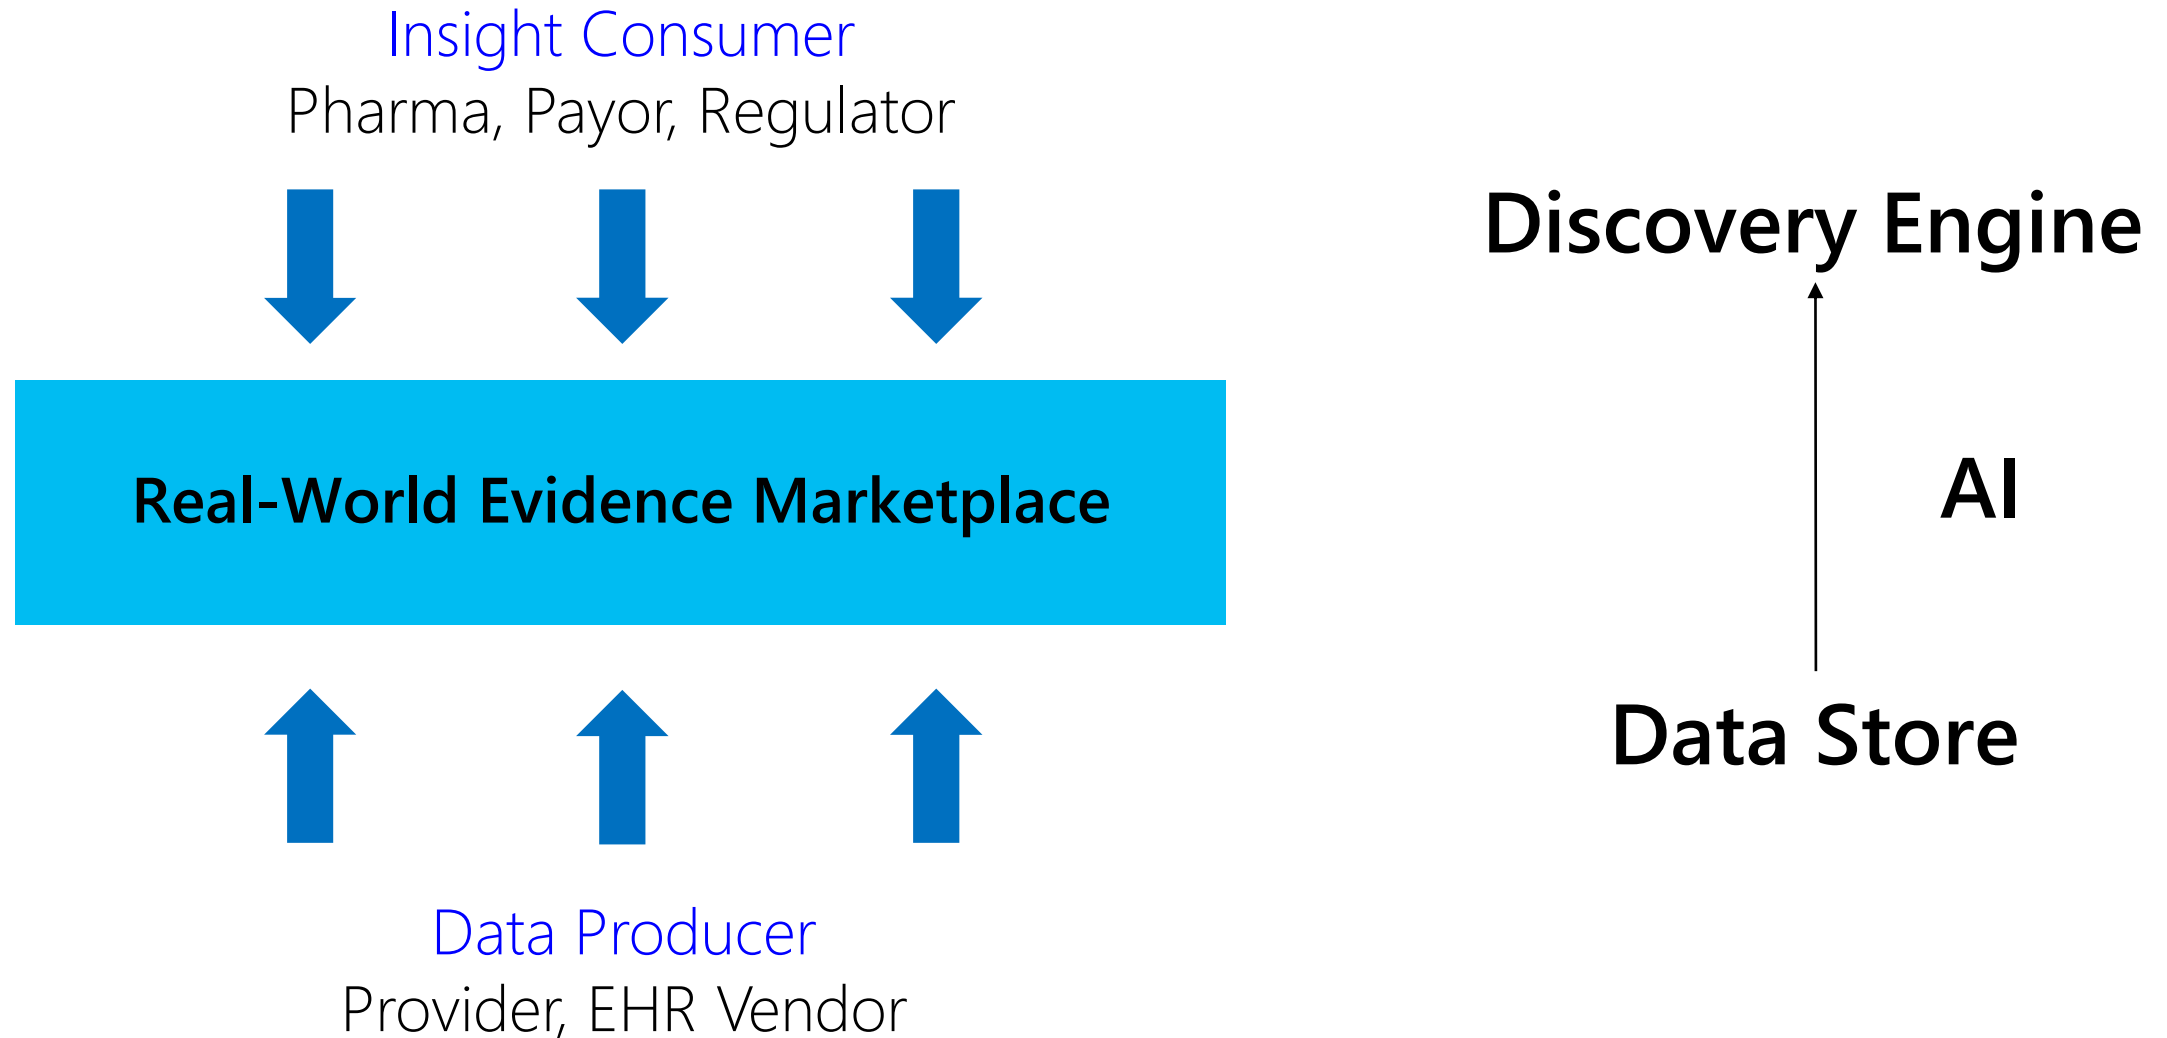 Insight Consumer
Pharma, Payor, Regulator
Real-World Evidence Marketplace
Data Producer
Provider, EHR Vendor
Discovery Engine
AI
Data Store